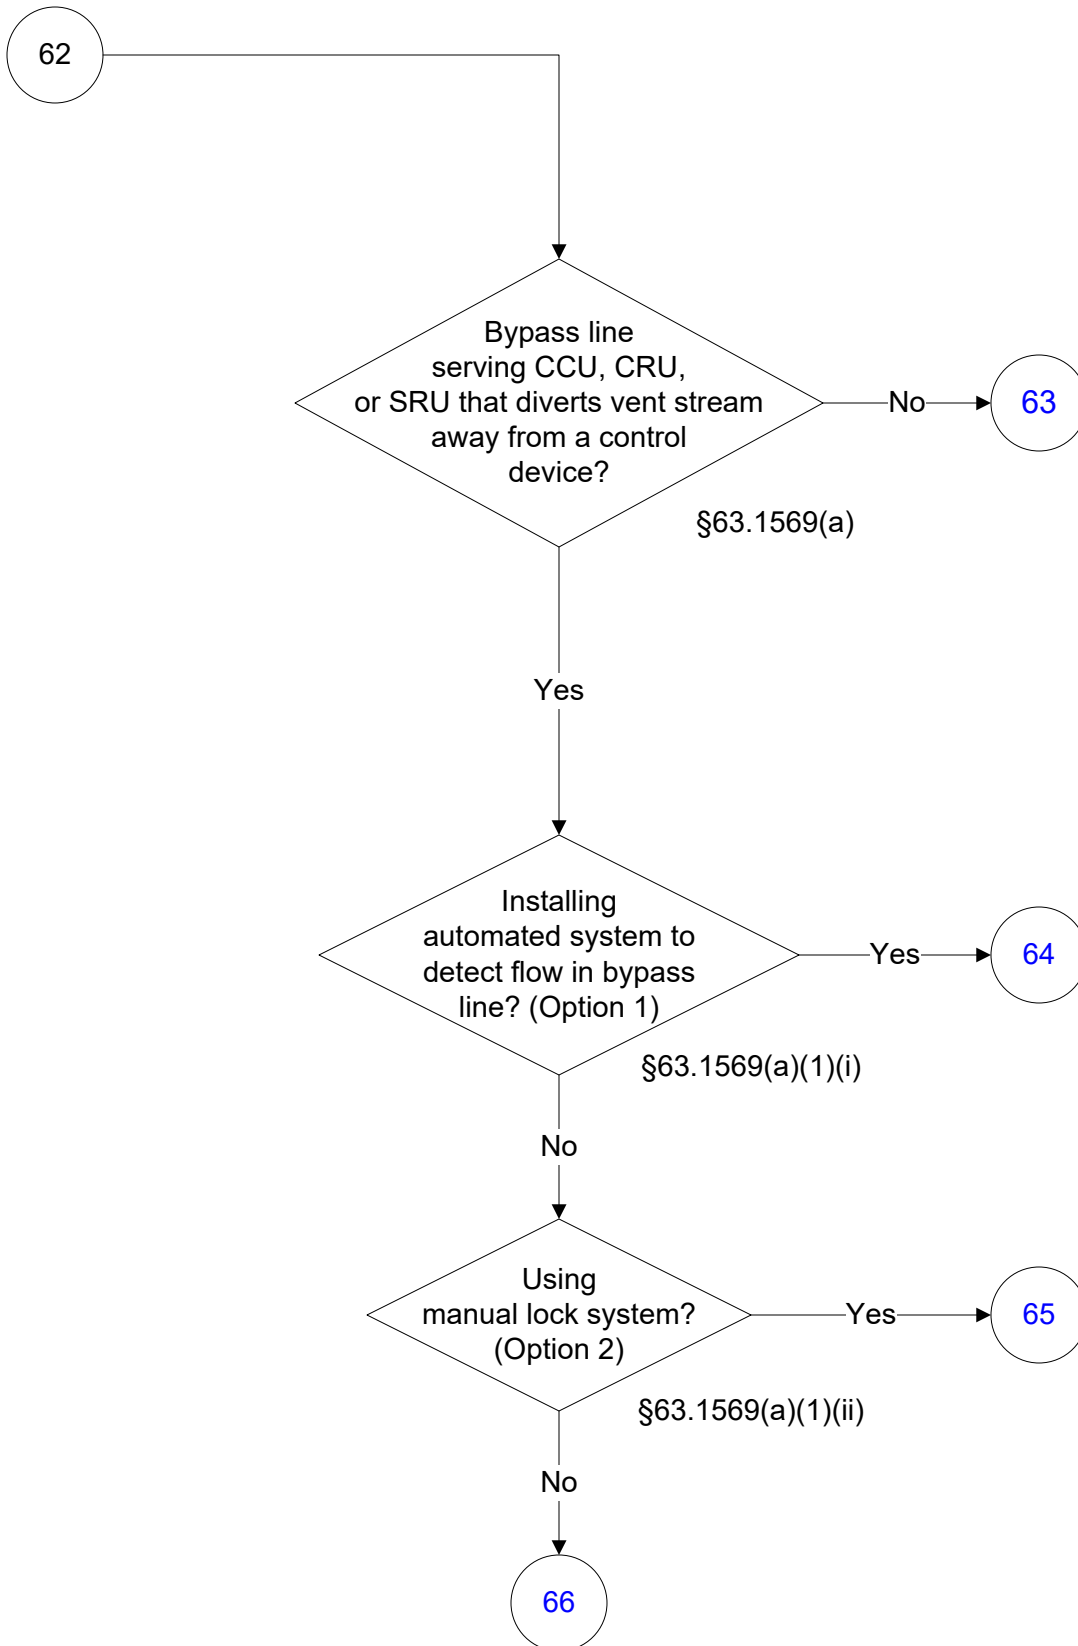 62
Bypass line
serving CCU, CRU,
or SRU that diverts vent stream
away from a control
device?
No
63
§63.1569(a)
Yes
Installing
automated system to
detect flow in bypass
line? (Option 1)
Yes
64
§63.1569(a)(1)(i)
No
Using
manual lock system?
(Option 2)
Yes
65
§63.1569(a)(1)(ii)
No
66